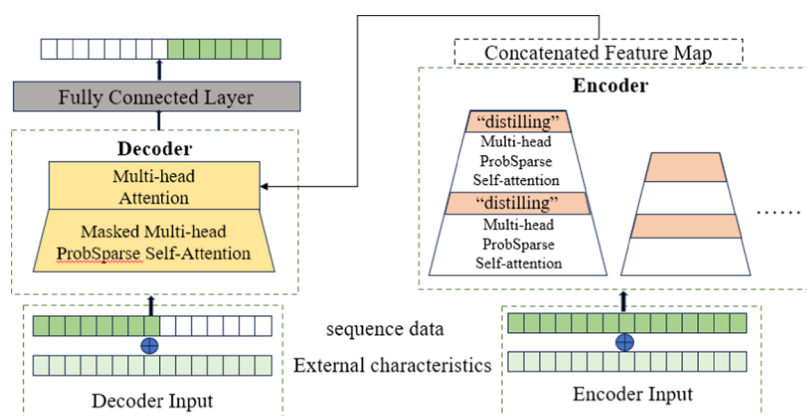 Concatenated Feature Map
Fully Connected Layer
Encoder
Decoder
Multi-head
Attention
Masked Multi-head
ProbSparse Self-Attention
“distilling”
Multi-head
ProbSparse
Self-attention
“distilling”
Multi-head
ProbSparse
Self-attention
......
sequence data
External characteristics
Decoder Input
Encoder Input